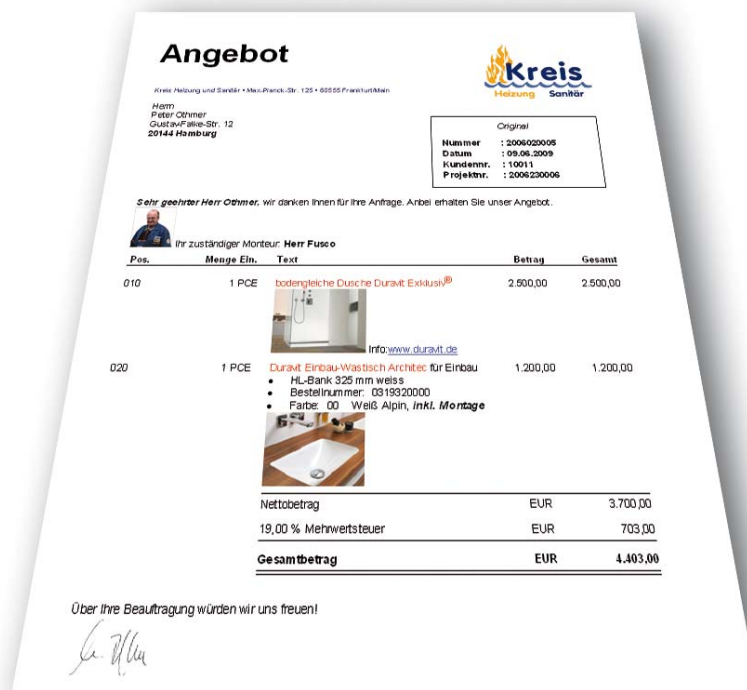 Angebot
Kreis
Heizung Sanitär
Kreis Heizung und Sanitär • Max-Planck-Str. 125 • 60555 Frankfurt/Main
Herrn
Peter Othmer
Gustav-Falke-Str. 12
20144 Hamburg
Original
Nummer : 2006020005
Datum : 09.06.2009
Kundennr. : 10011
Projektnr. : 2006230006
Sehr geehrter Herr Othmer, wir danken Ihnen für Ihre Anfrage. Anbei erhalten Sie unser Angebot.
Ihr zuständiger Monteur: Herr Fusco
Pos. Menge Ein. Text Betrag Gesamt
010 1 PCE bodengleiche Dusche Duravit Exklusiv® 2.500,00 2.500,00
Info:www.duravit.de
020 1 PCE Duravit Einbau-Wastisch Architec für Einbau 1.200,00 1.200,00
• HL-Bank 325 mm weiss
• Bestellnummer: 0319320000
• Farbe: 00 Weiß Alpin, inkl. Montage
Nettobetrag EUR 3.700,00
19,00 % Mehrwertsteuer EUR 703,00
Gesamtbetrag EUR 4.403,00
Über Ihre Beauftragung würden wir uns freuen!